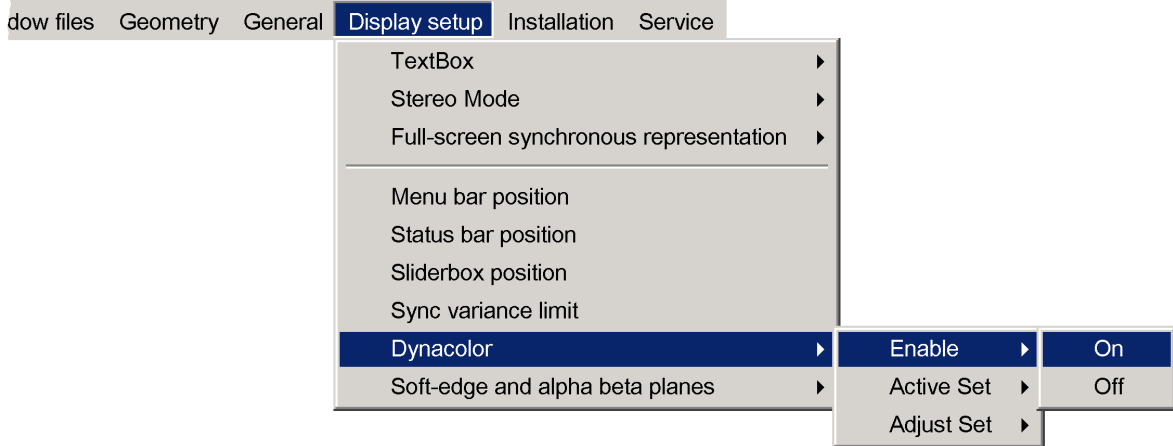 dow files Geometry General Display setup Installation Service
TextBox
Stereo Mode
Full-screen synchronous representation
Menu bar position
Status bar position
Sliderbox position
Sync variance limit
Dynacolor Enable On
Soft-edge and alpha beta planes Active Set Off
Adjust Set